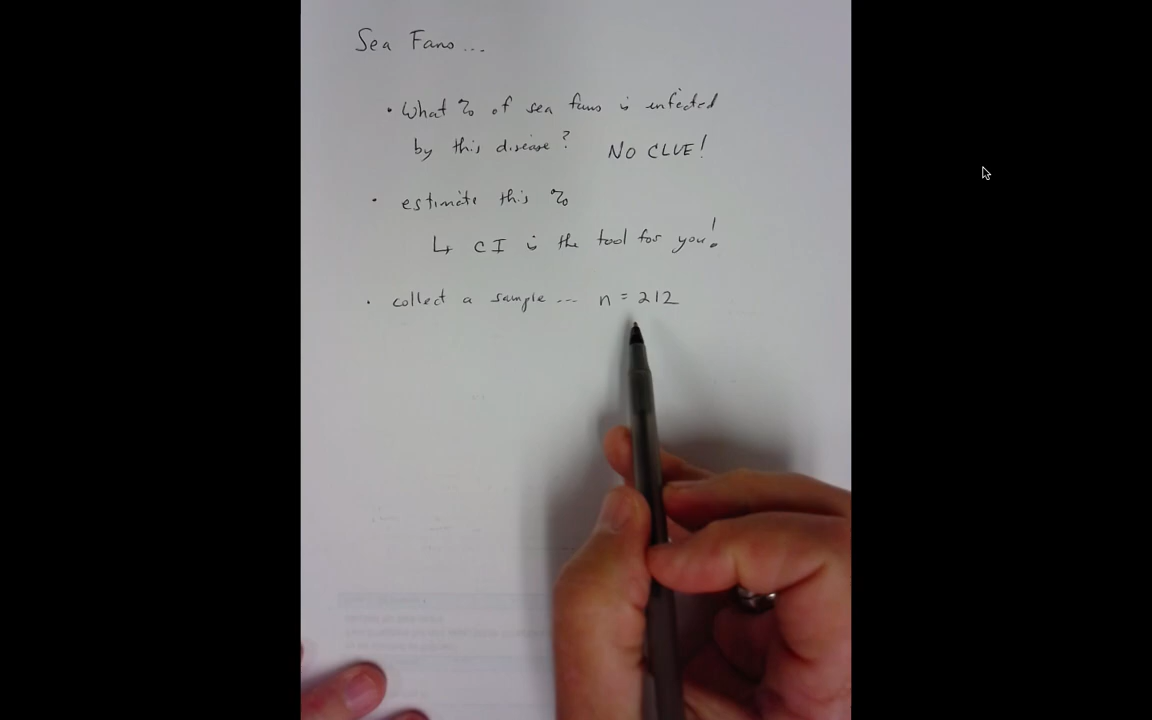 Sea Fans...
• What % of sea fans is infected
by this disease? NO CLUE!
• estimate this %
↳ CI is the tool for you!
• collect a sample --- n = 212